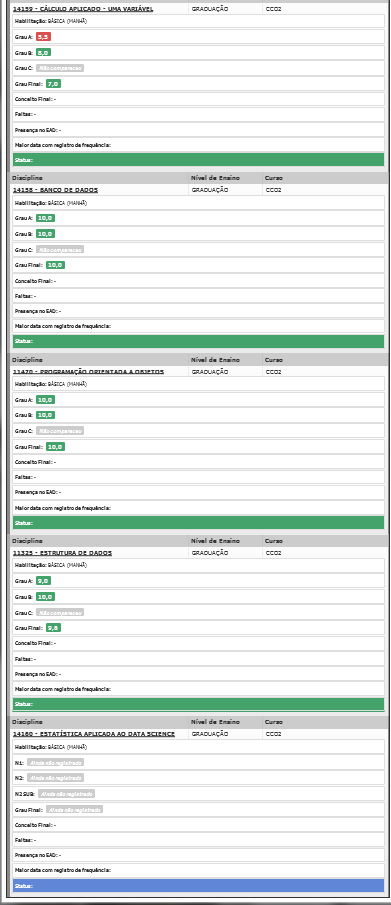 14159 - CÁLCULO APLICADO - UMA VARIÁVEL GRADUAÇÃO CCO2
Habilitação: BÁSICA (MANHÃ)
Grau A: 5,5
Grau B: 8,0
Grau C: Não compareceu
Grau Final: 7,0
Conceito Final: -
Faltas: -
Presença no EAD: -
Maior data com registro de frequência:
Status:
Disciplina Nível de Ensino Curso
14158 - BANCO DE DADOS GRADUAÇÃO CCO2
Habilitação: BÁSICA (MANHÃ)
Grau A: 10,0
Grau B: 10,0
Grau C: Não compareceu
Grau Final: 10,0
Conceito Final: -
Faltas: -
Presença no EAD: -
Maior data com registro de frequência:
Status:
Disciplina Nível de Ensino Curso
11470 - PROGRAMAÇÃO ORIENTADA A OBJETOS GRADUAÇÃO CCO2
Habilitação: BÁSICA (MANHÃ)
Grau A: 10,0
Grau B: 10,0
Grau C: Não compareceu
Grau Final: 10,0
Conceito Final: -
Faltas: -
Presença no EAD: -
Maior data com registro de frequência:
Status:
Disciplina Nível de Ensino Curso
11325 - ESTRUTURA DE DADOS GRADUAÇÃO CCO2
Habilitação: BÁSICA (MANHÃ)
Grau A: 9,0
Grau B: 10,0
Grau C: Não compareceu
Grau Final: 9,8
Conceito Final: -
Faltas: -
Presença no EAD: -
Maior data com registro de frequência:
Status:
Disciplina Nível de Ensino Curso
14160 - ESTATÍSTICA APLICADA AO DATA SCIENCE GRADUAÇÃO CCO2
Habilitação: BÁSICA (MANHÃ)
N1: Ainda não registrado
N2: Ainda não registrado
N2 SUB: Ainda não registrado
Grau Final: Ainda não registrado
Conceito Final: -
Faltas: -
Presença no EAD: -
Maior data com registro de frequência:
Status: